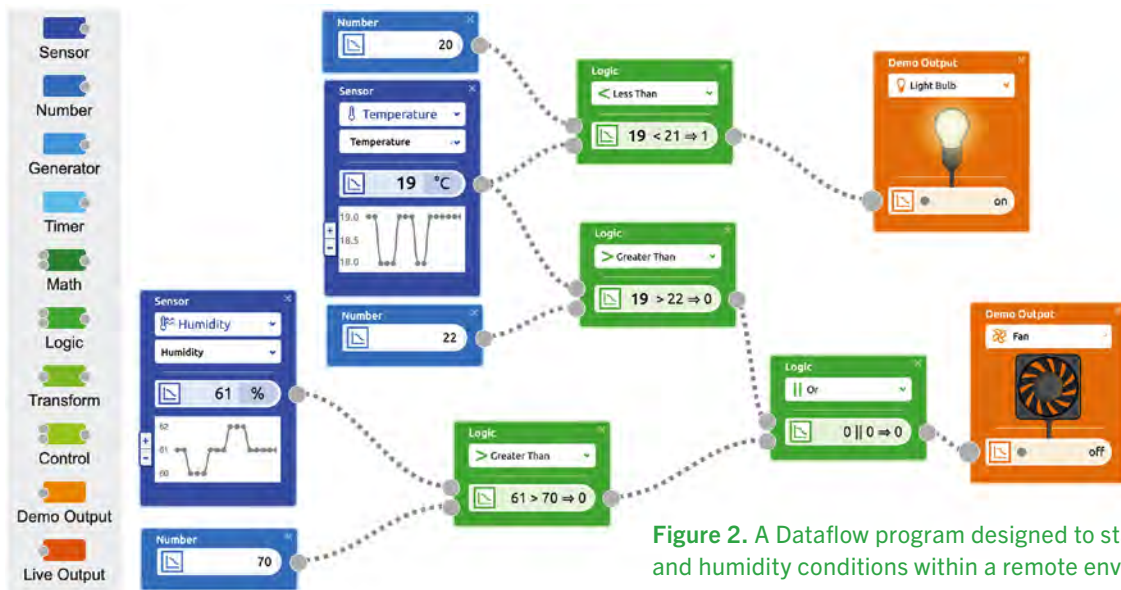 Sensor
Number
Generator
Timer
Math
Logic
Transform
Control
Demo Output
Live Output
Number
20
Sensor
Temperature
Temperature
19 °C
19.0
18.5
18.0
+
-
Number
22
Sensor
Humidity
Humidity
61 %
62
61
60
+
-
Number
70
Logic
< Less Than
19 < 21 ⇒ 1
Logic
> Greater Than
19 > 22 ⇒ 0
Logic
> Greater Than
61 > 70 ⇒ 0
Logic
|| Or
0 || 0 ⇒ 0
Demo Output
Light Bulb
on
Demo Output
Fan
off
Figure 2. A Dataflow program designed to st
and humidity conditions within a remote env